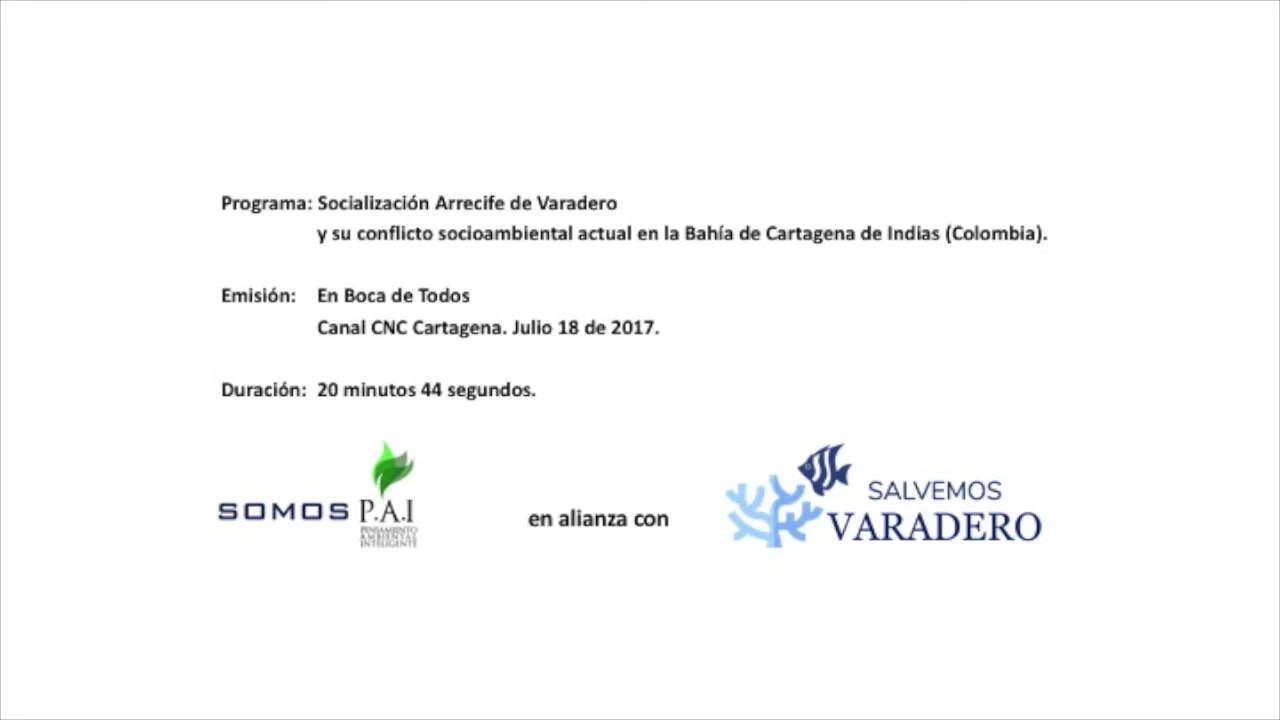 Programa: Socialización Arrecife de Varadero
y su conflicto socioambiental actual en la Bahía de Cartagena de Indias (Colombia).
Emisión: En Boca de Todos
Canal CNC Cartagena. Julio 18 de 2017.
Duración: 20 minutos 44 segundos.
SOMOS P.A.I
PENSAMIENTO
AMBIENTAL
INTELIGENTE
en alianza con
SALVEMOS
VARADERO